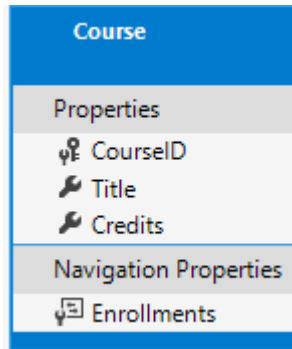 Course
Properties
CourseID
Title
Credits
Navigation Properties
Enrollments